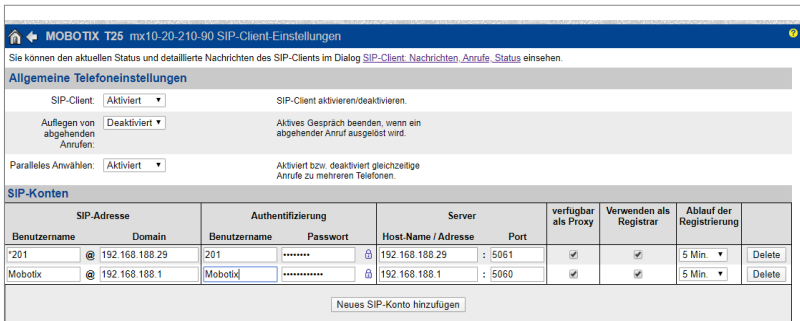 MOBOTIX T25 mx10-20-210-90 SIP-Client-Einstellungen
?
Sie können den aktuellen Status und detaillierte Nachrichten des SIP-Clients im Dialog SIP-Client: Nachrichten, Anrufe, Status einsehen.
Allgemeine Telefoneinstellungen
SIP-Client: Aktiviert SIP-Client aktivieren/deaktivieren.
Auflegen von Deaktiviert Aktives Gespräch beenden, wenn ein
abgehenden abgehender Anruf ausgelöst wird.
Anrufen:
Paralleles Anwählen: Aktiviert Aktiviert bzw. deaktiviert gleichzeitige
Anrufe zu mehreren Telefonen.
SIP-Konten
SIP-Adresse Authentifizierung Server verfügbar Verwenden als Ablauf der
als Proxy Registrar Registrierung
Benutzername Domain Benutzername Passwort Host-Name / Adresse Port
*201 @ 192.168.188.29 201 •••••••• 192.168.188.29 : 5061 5 Min. Delete
Mobotix @ 192.168.188.1 Mobotix •••••••••••• 192.168.188.1 : 5060 5 Min. Delete
Neues SIP-Konto hinzufügen